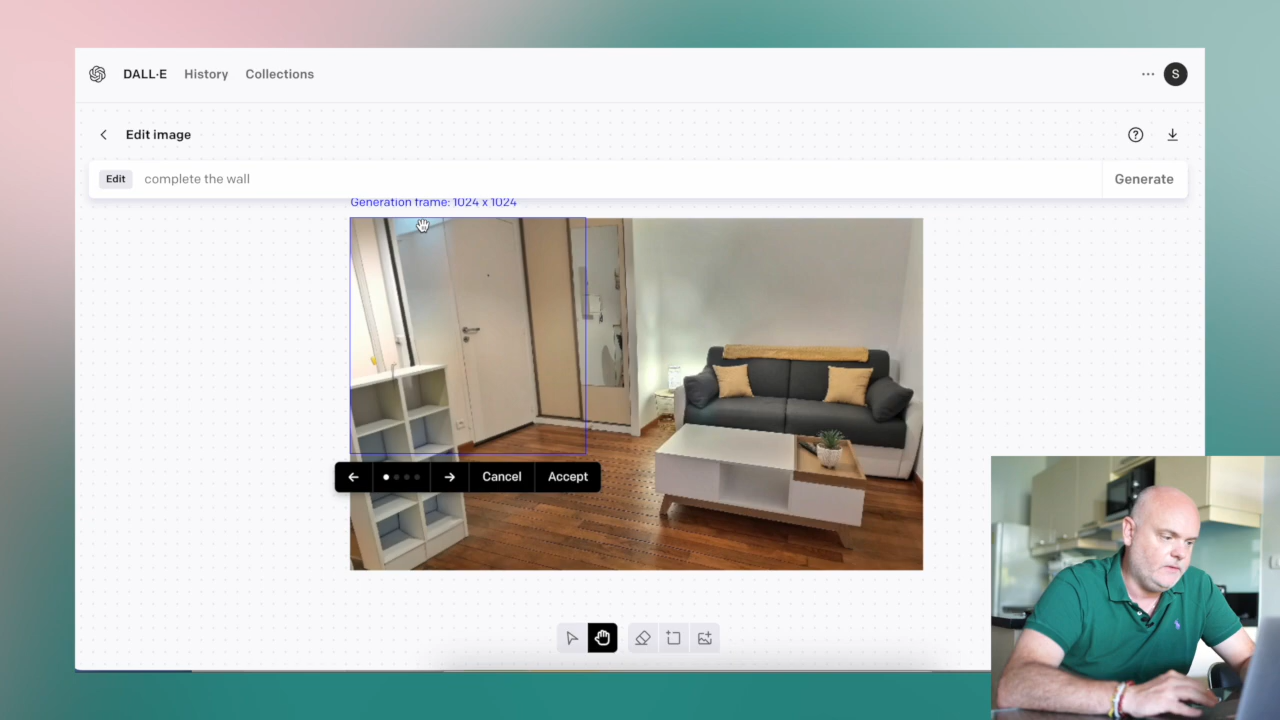 DALL·E History Collections
S
Edit image
Edit complete the wall Generate
Generation frame: 1024 x 1024
Cancel Accept